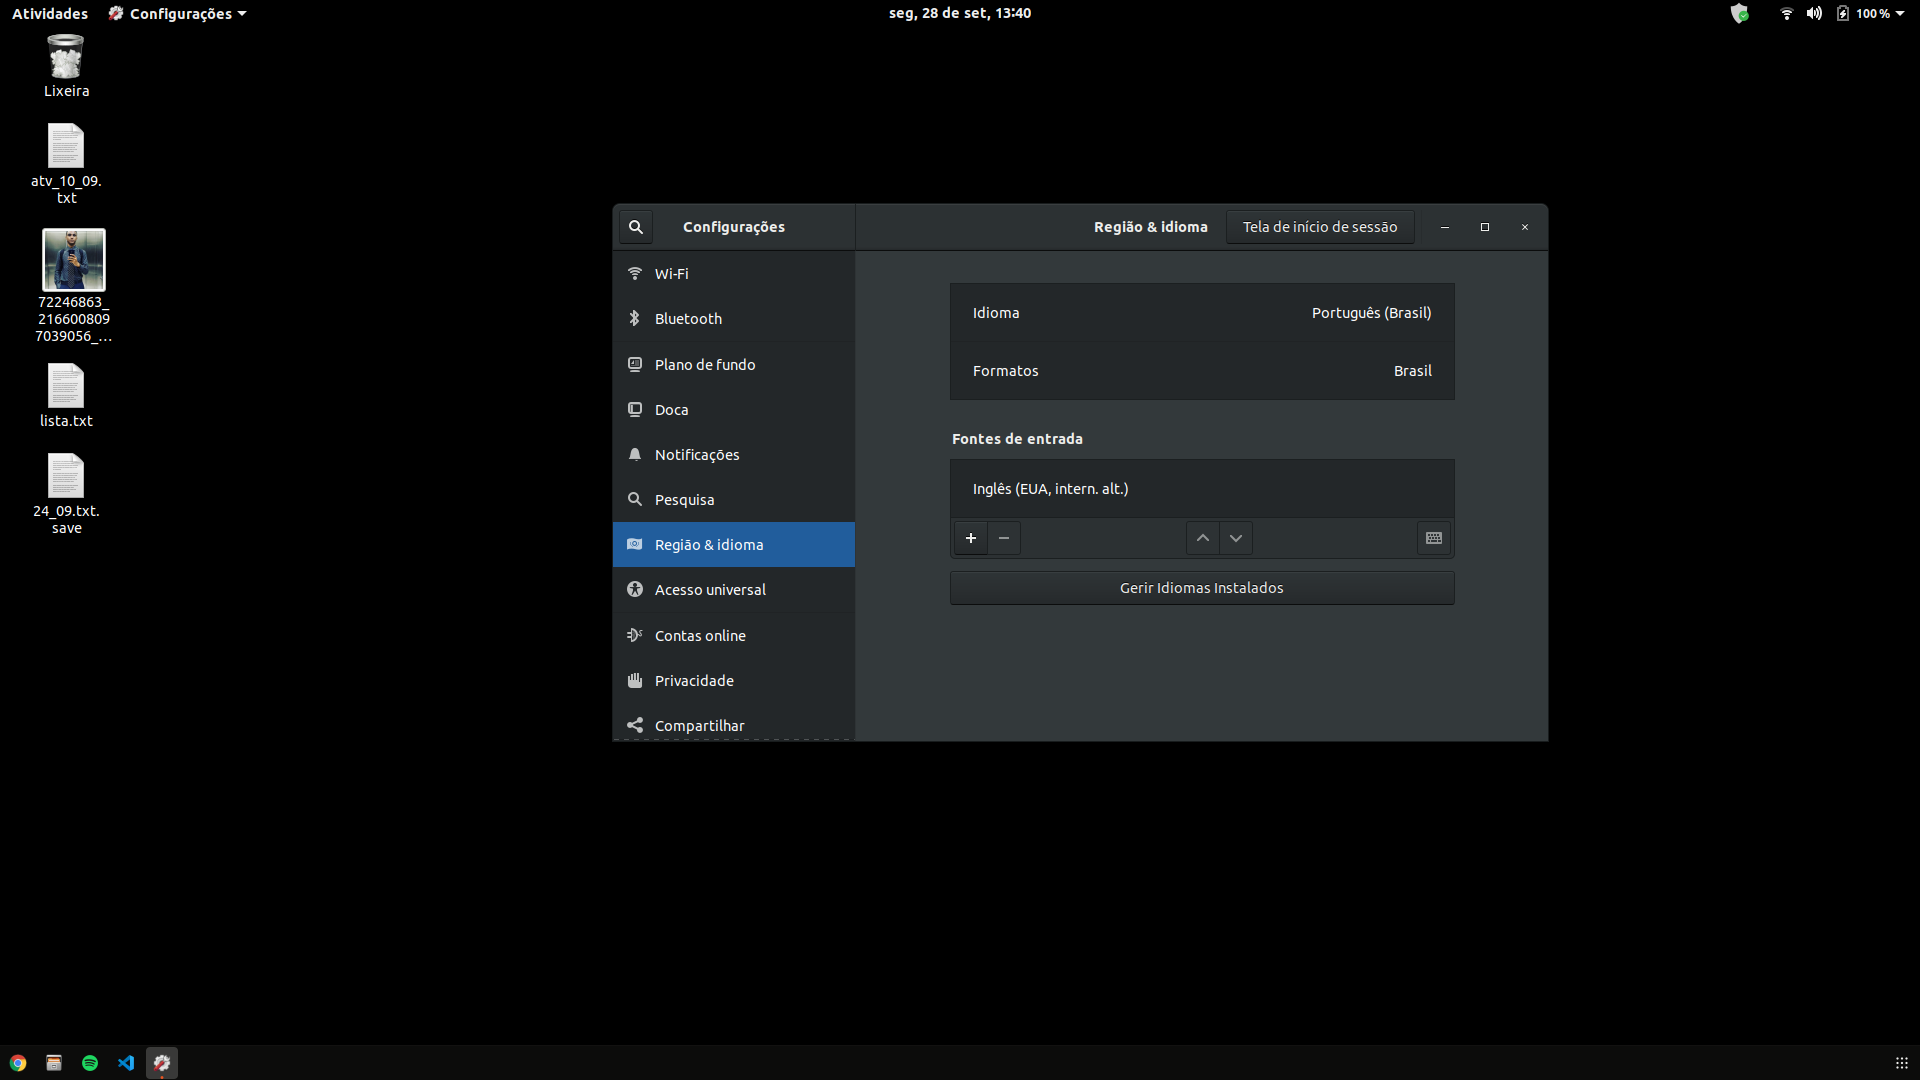 Atividades
Configurações
seg, 28 de set, 13:40
100 %
Lixeira
atv_10_09.
txt
72246863_
216600809
7039056_...
lista.txt
24_09.txt.
save
Configurações
Região & idioma
Tela de início de sessão
Wi-Fi
Bluetooth
Plano de fundo
Doca
Notificações
Pesquisa
Região & idioma
Acesso universal
Contas online
Privacidade
Compartilhar
Idioma
Português (Brasil)
Formatos
Brasil
Fontes de entrada
Inglês (EUA, intern. alt.)
Gerir Idiomas Instalados